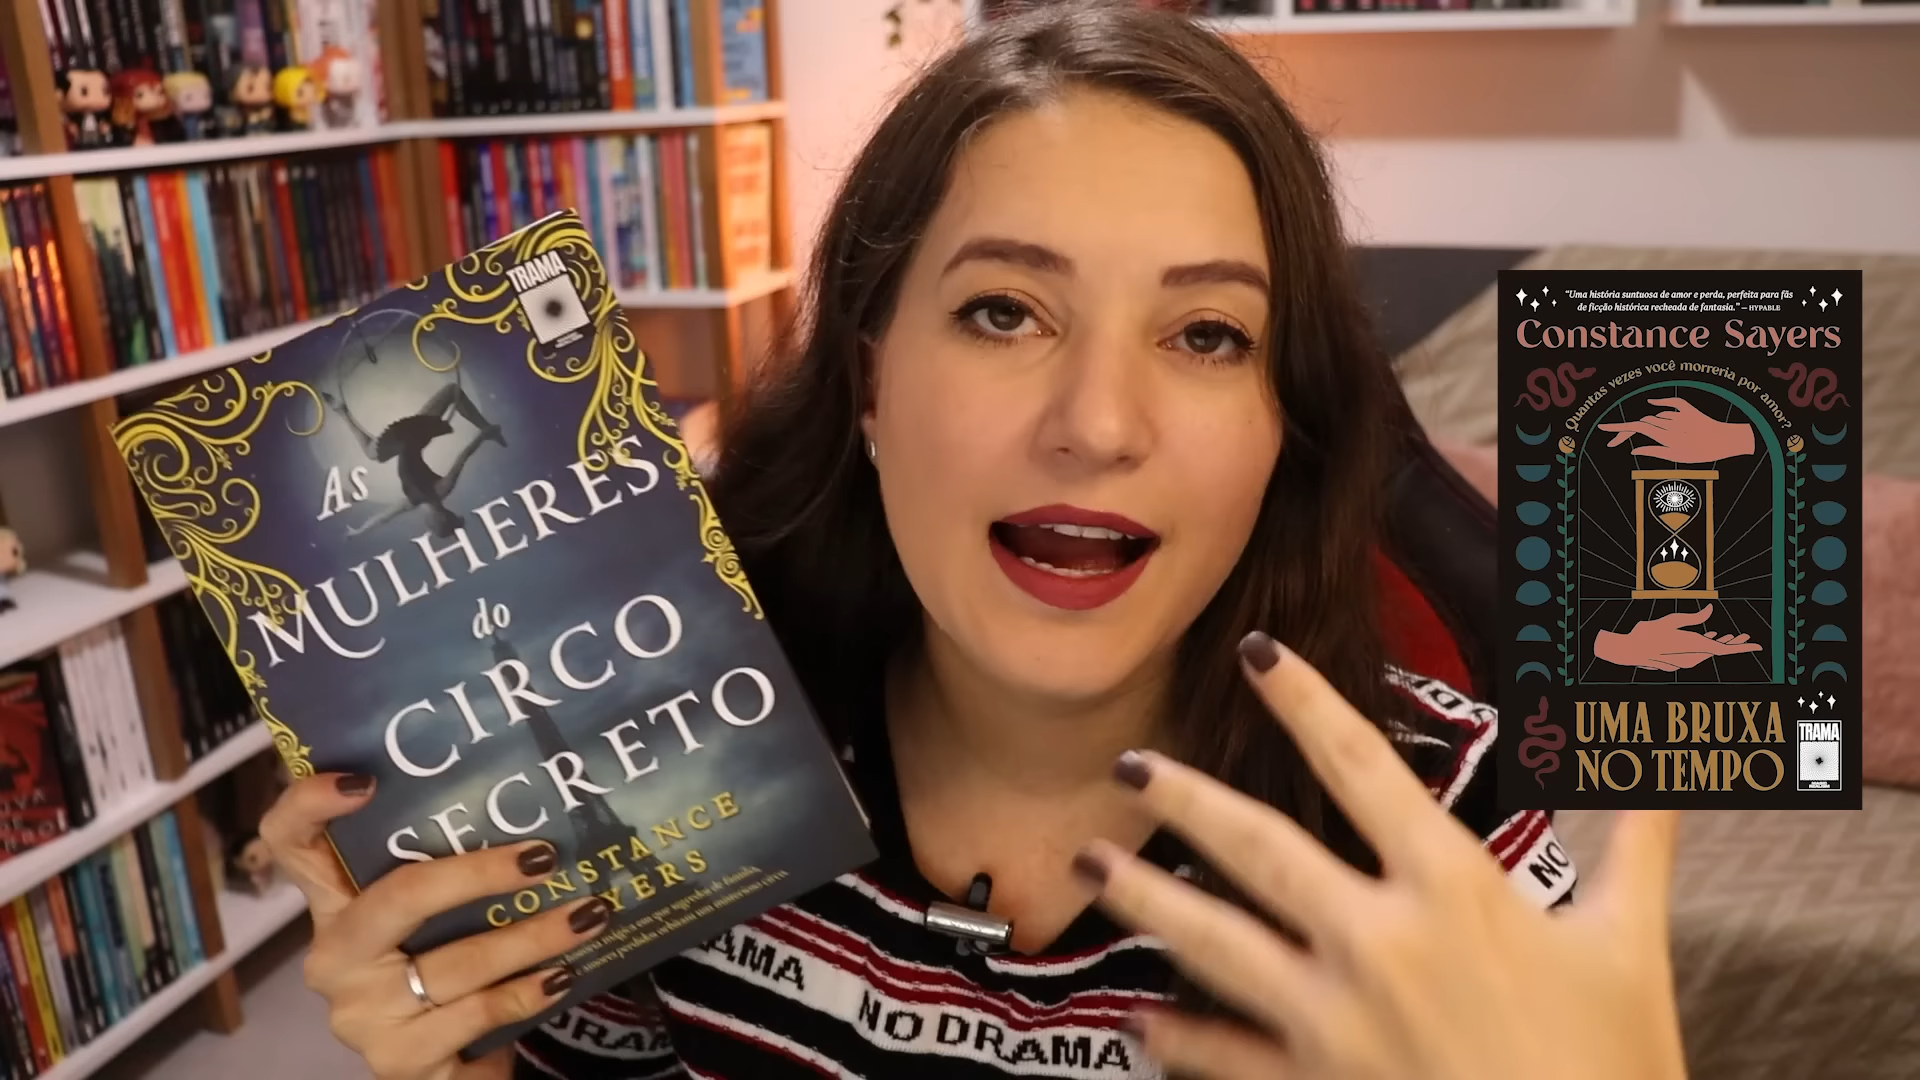 TRAMA
As
MULHERES
do
CIRCO
SECRETO
CONSTANCE
YERS
AMA
NO DRAMA
DRAMA
NO
"Uma história suntuosa de amor e perda, perfeita para fãs
de ficção histórica recheada de fantasia." — HYPABLE
Constance Sayers
Quantas vezes você morreria por amor?
UMA BRUXA
NO TEMPO
TRAMA